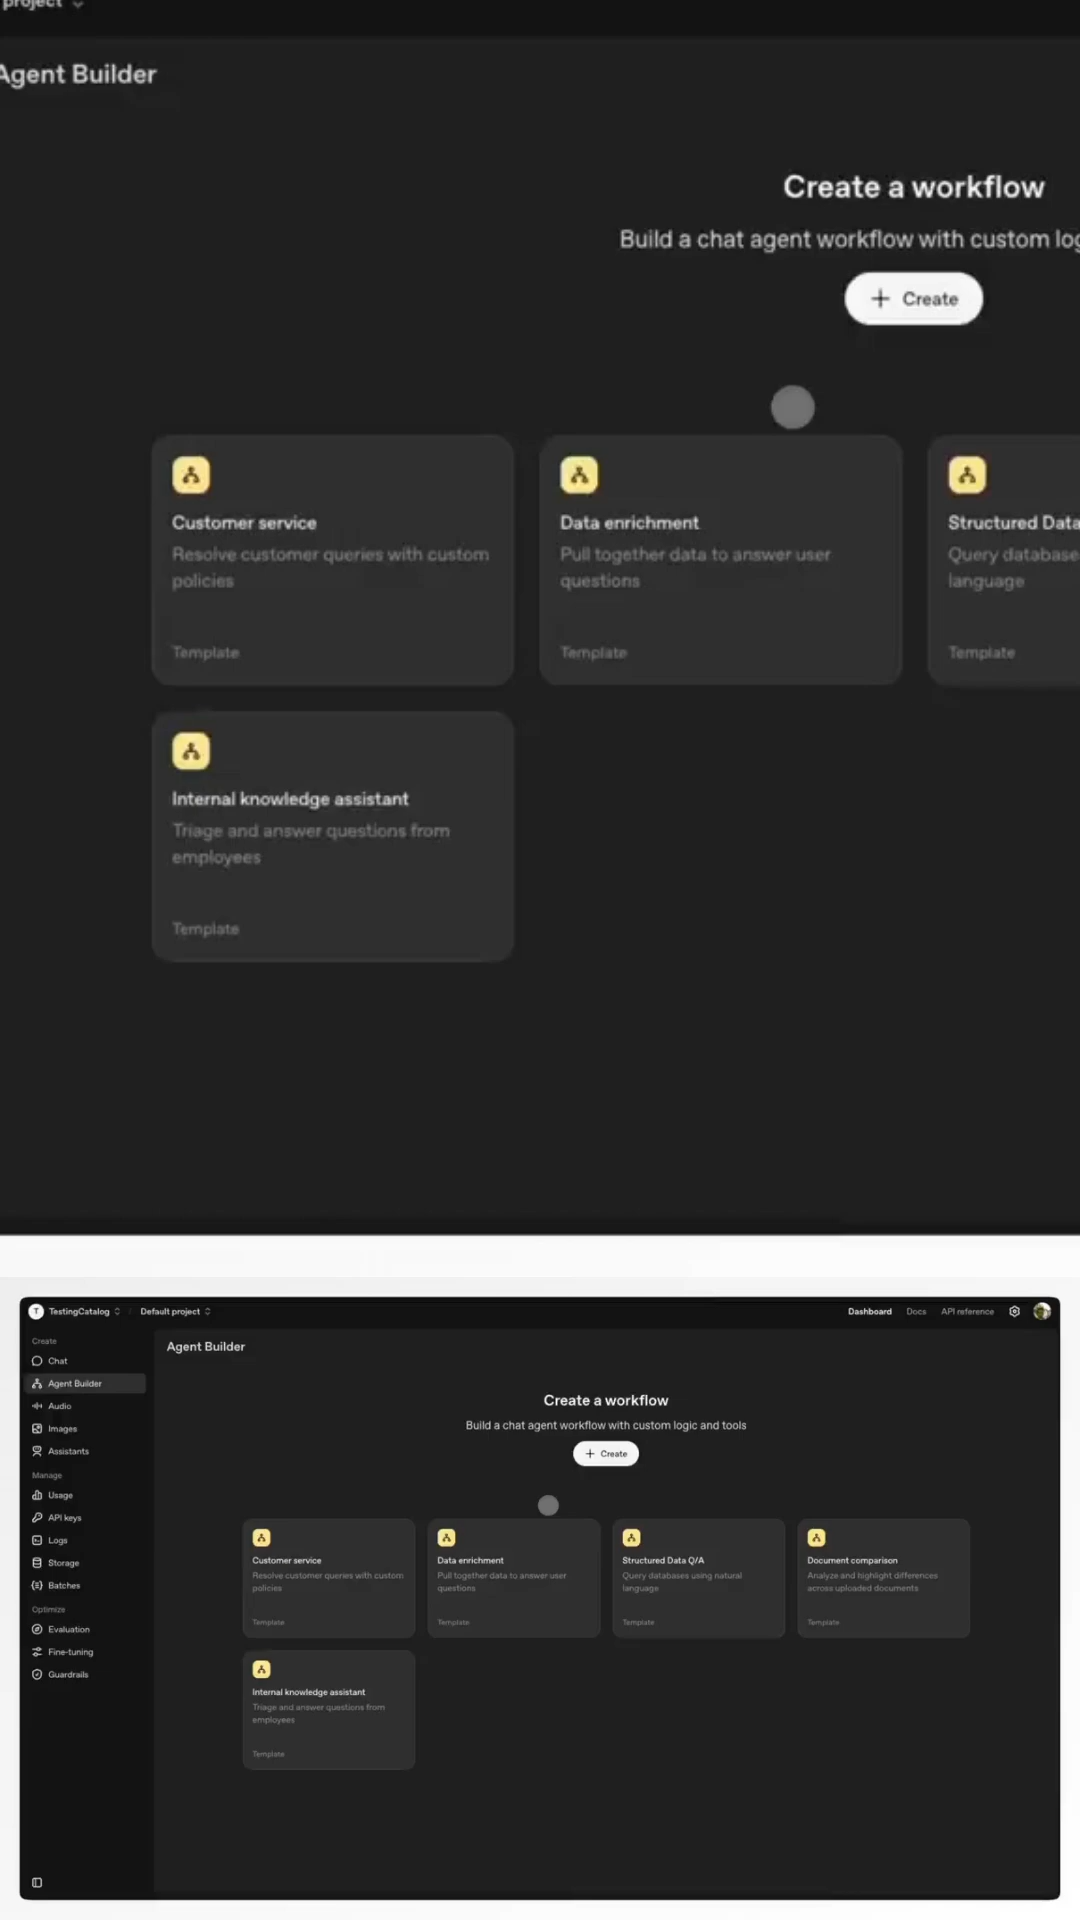 project
Agent Builder
Create a workflow
Build a chat agent workflow with custom log
+ Create
Customer service
Resolve customer queries with custom
policies
Template
Data enrichment
Pull together data to answer user
questions
Template
Structured Data
Query database
language
Template
Internal knowledge assistant
Triage and answer questions from
employees
Template
T TestingCatalog
Default project
Dashboard
Docs
API reference
Create
Chat
Agent Builder
Audio
Images
Assistants
Manage
Usage
API keys
Logs
Storage
Batches
Optimize
Evaluation
Fine-tuning
Guardrails
Agent Builder
Create a workflow
Build a chat agent workflow with custom logic and tools
+ Create
Customer service
Resolve customer queries with custom
policies
Template
Data enrichment
Pull together data to answer user
questions
Template
Structured Data Q/A
Query databases using natural
language
Template
Document comparison
Analyze and highlight differences
across uploaded documents
Template
Internal knowledge assistant
Triage and answer questions from
employees
Template